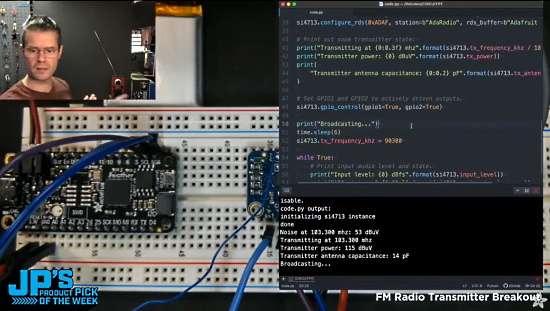 code.py
si4713.configure_rds(0xADAF, station=b"AdaRadio", rds_buffer=b"Adafruit
# Print out some transmitter state:
print("Transmitting at {0:0.3f} mhz".format(si4713.tx_frequency_khz / 10
print("Transmitter power: {0} dBuV".format(si4713.tx_power))
print(
"Transmitter antenna capacitance: {0:0.2} pF".format(si4713.tx_anten
)
# Set GPIO1 and GPIO2 to actively driven outputs.
si4713.gpio_control(gpio1=True, gpio2=True)
50 print("Broadcasting...")
51 time.sleep(6)
52 si4713.tx_frequency_khz = 90300
while True:
# Print input audio level and state.
print("Input level: {0} dBfs".format(si4713.input_level))
isable.
code.py output:
initializing si4713 instance
done
Noise at 103.300 mhz: 53 dBuV
Transmitting at 103.300 mhz
Transmitter power: 115 dBuV
Transmitter antenna capacitance: 14 pF
Broadcasting...
Feather
JP'S
PRODUCT PICK
OF THE WEEK
FM Radio Transmitter Breakout